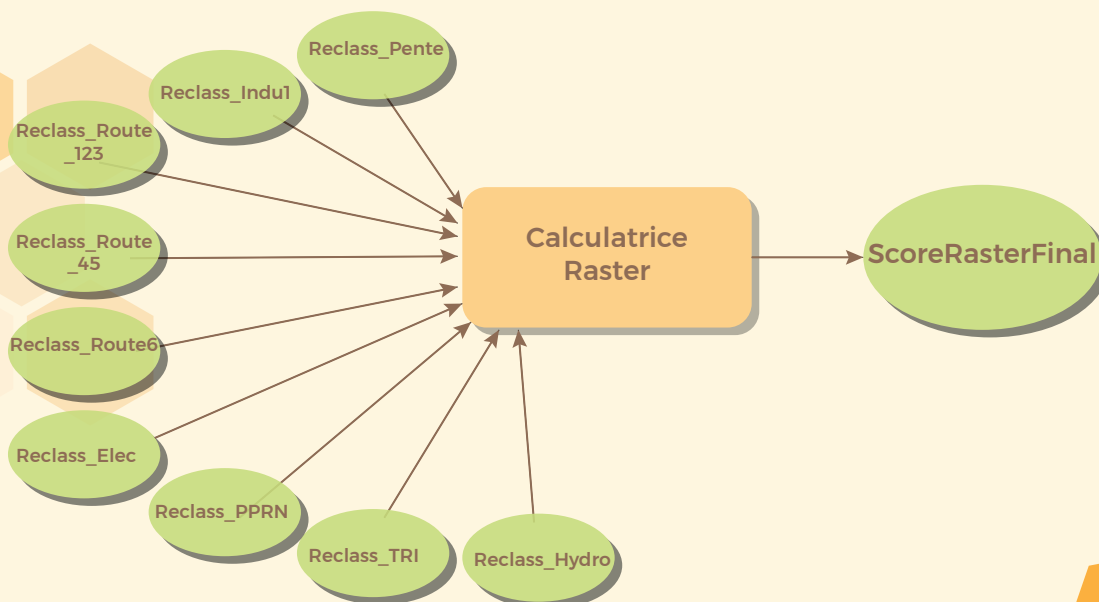 Reclass_Pente
Reclass_Indu1
Reclass_Route
_123
Reclass_Route
_45
Reclass_Route6
Reclass_Elec
Reclass_PPRN
Reclass_TRI
Reclass_Hydro
Calculatrice
Raster
ScoreRasterFinal